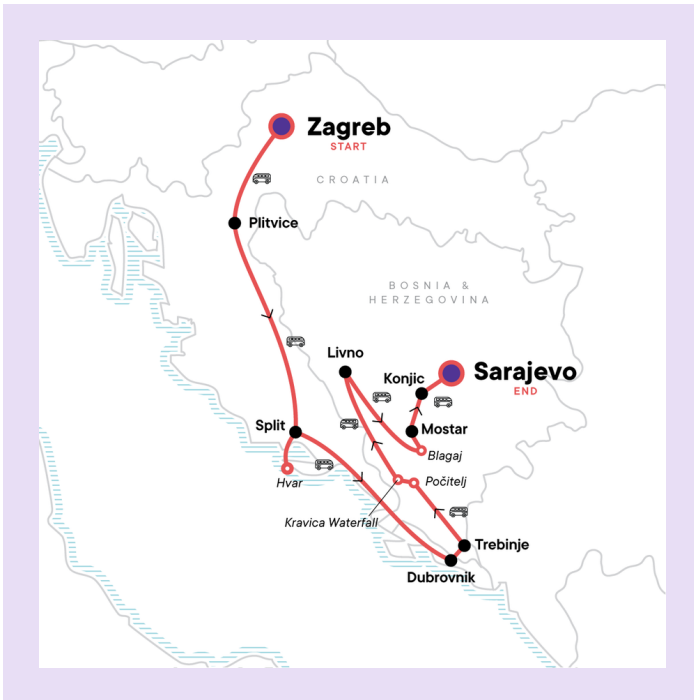 Zagreb
START
CROATIA
Plitvice
BOSNIA &
HERZEGOVINA
Livno
Konjic
Sarajevo
END
Split
Mostar
Blagaj
Hvar
Počitelj
Kravica Waterfall
Trebinje
Dubrovnik